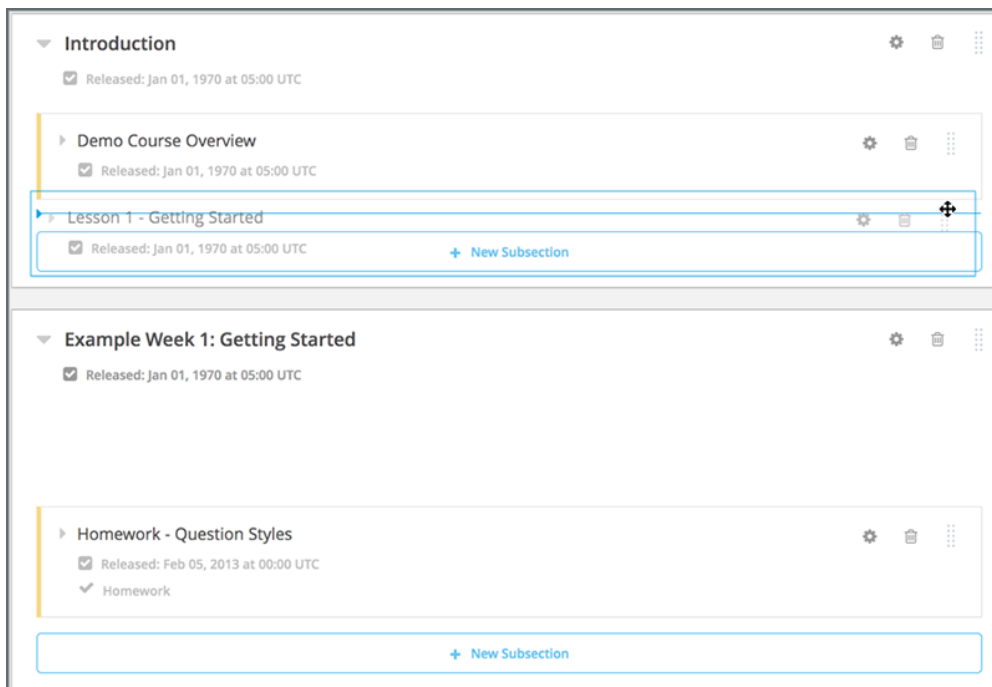 Introduction
Released: Jan 01, 1970 at 05:00 UTC
Demo Course Overview
Released: Jan 01, 1970 at 05:00 UTC
Lesson 1 - Getting Started
Released: Jan 01, 1970 at 05:00 UTC
+ New Subsection
Example Week 1: Getting Started
Released: Jan 01, 1970 at 05:00 UTC
Homework - Question Styles
Released: Feb 05, 2013 at 00:00 UTC
Homework
+ New Subsection